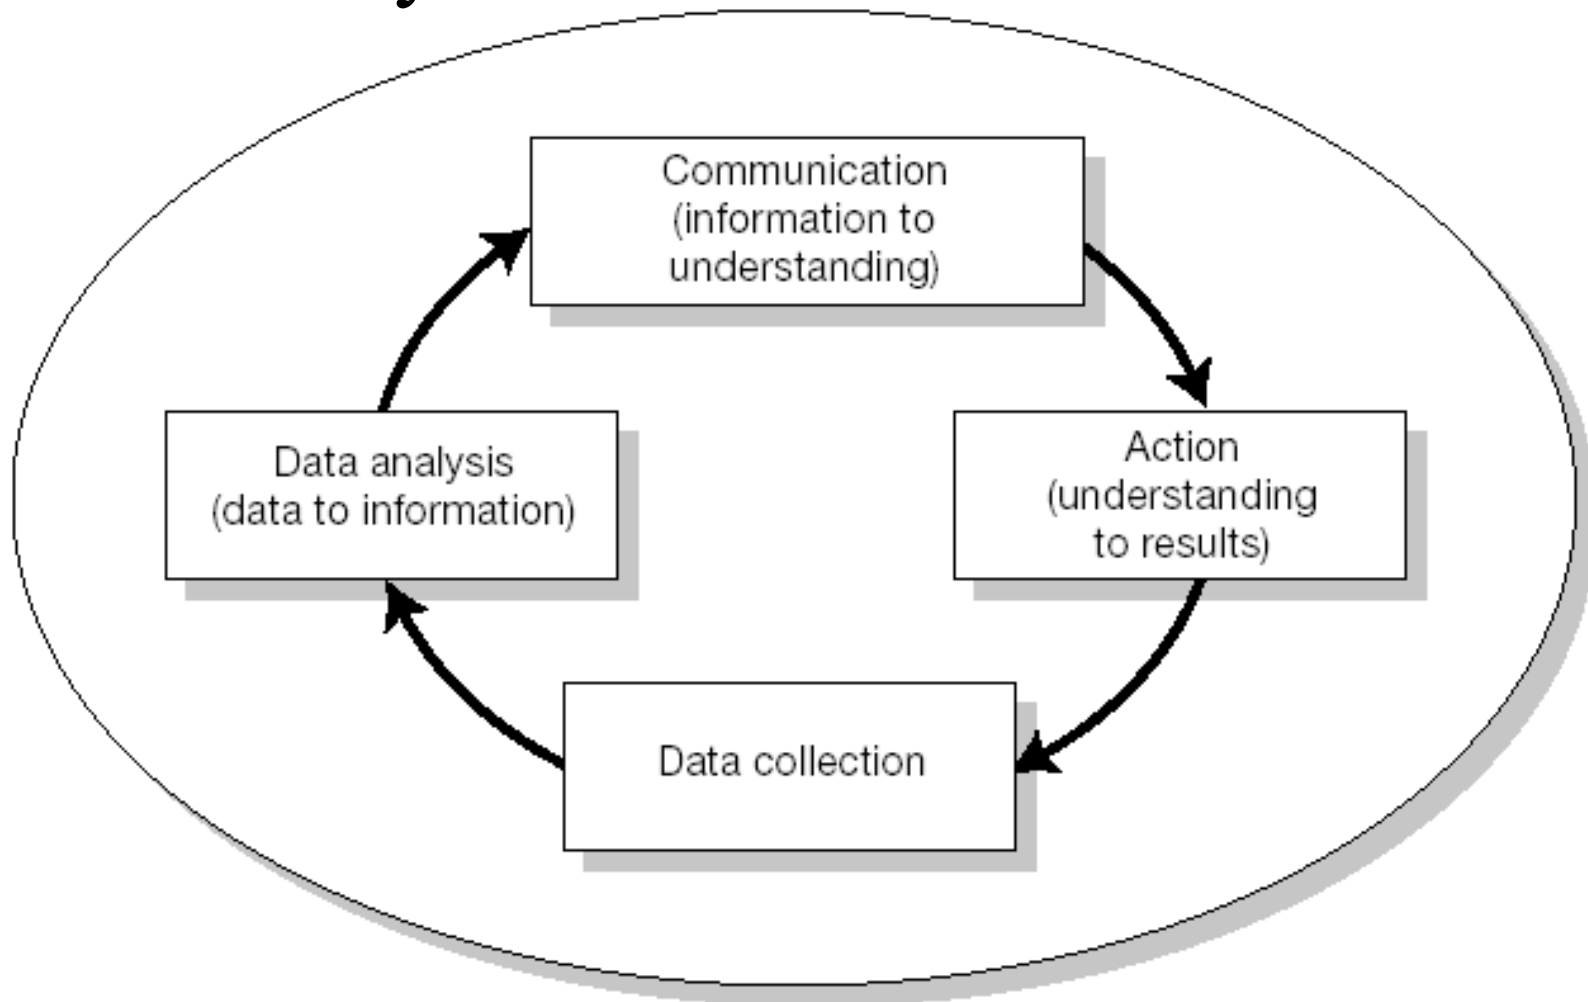 Communication
(information to
understanding)
Data analysis
(data to information)
Action
(understanding
to results)
Data collection